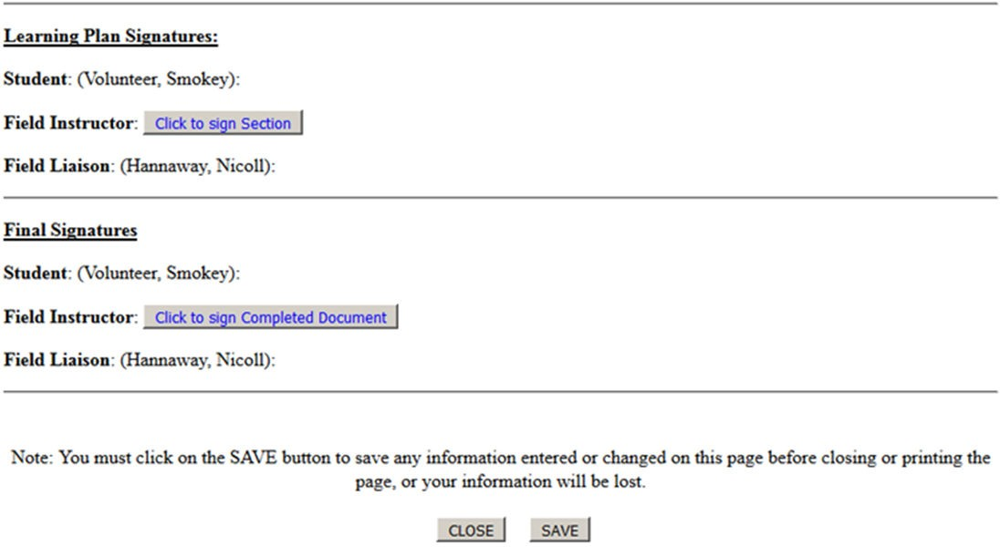 Learning Plan Signatures:
Student: (Volunteer, Smokey):
Field Instructor: Click to sign Section
Field Liaison: (Hannaway, Nicoll):
Final Signatures
Student: (Volunteer, Smokey):
Field Instructor: Click to sign Completed Document
Field Liaison: (Hannaway, Nicoll):
Note: You must click on the SAVE button to save any information entered or changed on this page before closing or printing the
page, or your information will be lost.
CLOSE SAVE